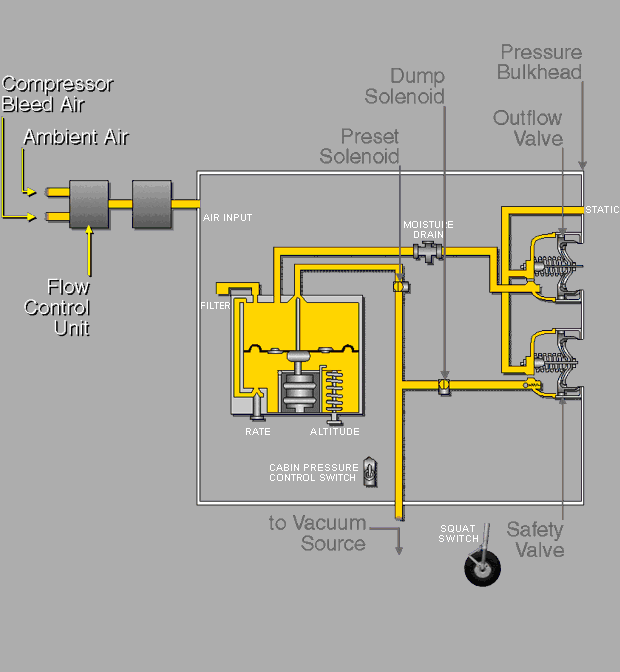 Pressure
Bulkhead
Dump
Solenoid
Compressor
Bleed Air
Outflow
Valve
Ambient Air
Preset
Solenoid
STATIC
AIR INPUT
MOISTURE
DRAIN
Flow
Control
Unit
FILTER
RATE
ALTITUDE
CABIN PRESSURE
CONTROL SWITCH
to Vacuum
Source
SQUAT
SWITCH
Safety
Valve